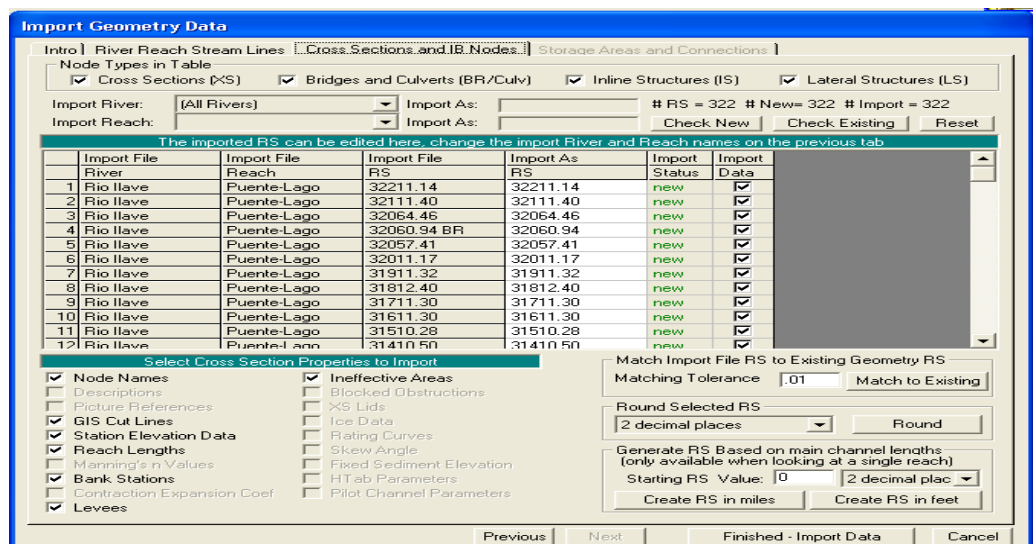 Import Geometry Data
Intro River Reach Stream Lines Cross Sections and IB Nodes Storage Areas and Connections
Node Types in Table
Cross Sections (XS) Bridges and Culverts (BR/Culv) Inline Structures (IS) Lateral Structures (LS)
Import River: (All Rivers) Import As: # RS = 322 # New= 322 # Import = 322
Import Reach: Import As: Check New Check Existing Reset
The imported RS can be edited here, change the import River and Reach names on the previous tab
Import File Import File Import File Import As Import Import
River Reach RS RS Status Data
1 Rio Ilave Puente-Lago 32211.14 32211.14 new
2 Rio Ilave Puente-Lago 32111.40 32111.40 new
3 Rio Ilave Puente-Lago 32064.46 32064.46 new
4 Rio Ilave Puente-Lago 32060.94 BR 32060.94 new
5 Rio Ilave Puente-Lago 32057.41 32057.41 new
6 Rio Ilave Puente-Lago 32011.17 32011.17 new
7 Rio Ilave Puente-Lago 31911.32 31911.32 new
8 Rio Ilave Puente-Lago 31812.40 31812.40 new
9 Rio Ilave Puente-Lago 31711.30 31711.30 new
10 Rio Ilave Puente-Lago 31611.30 31611.30 new
11 Rio Ilave Puente-Lago 31510.28 31510.28 new
12 Rio Ilave Puente-Lago 31410.50 31410.50 new
Select Cross Section Properties to Import
Node Names Ineffective Areas
Descriptions Blocked Obstructions
Picture References XS Lids
GIS Cut Lines Ice Data
Station Elevation Data Rating Curves
Reach Lengths Skew Angle
Manning's n Values Fixed Sediment Elevation
Bank Stations HTab Parameters
Contraction Expansion Coef Pilot Channel Parameters
Levees
Match Import File RS to Existing Geometry RS
Matching Tolerance .01 Match to Existing
Round Selected RS
2 decimal places Round
Generate RS Based on main channel lengths
(only available when looking at a single reach)
Starting RS Value: 0 2 decimal plac
Create RS in miles Create RS in feet
Previous Next Finished - Import Data Cancel